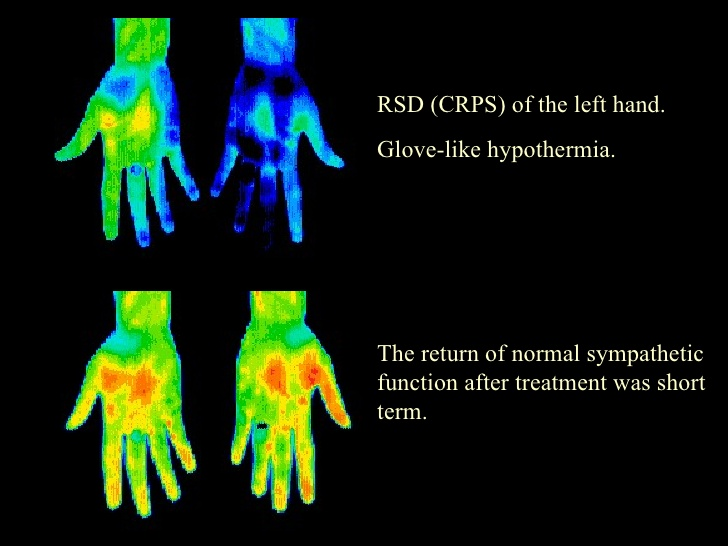 RSD (CRPS) of the left hand.
Glove-like hypothermia.
The return of normal sympathetic
function after treatment was short
term.